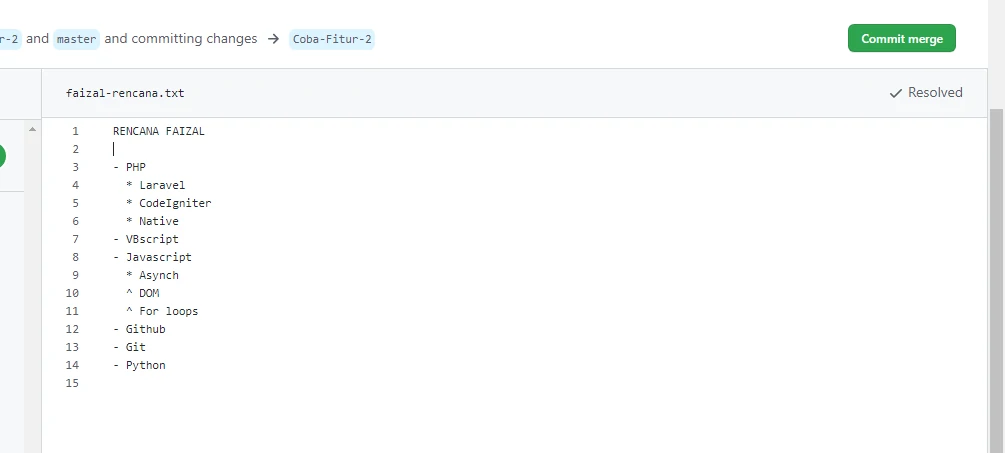 r-2 and master and committing changes → Coba-Fitur-2
Commit merge
faizal-rencana.txt
Resolved
1 RENCANA FAIZAL
2
3 - PHP
4 * Laravel
5 * CodeIgniter
6 * Native
7 - VBscript
8 - Javascript
9 * Asynch
10 ^ DOM
11 ^ For loops
12 - Github
13 - Git
14 - Python
15